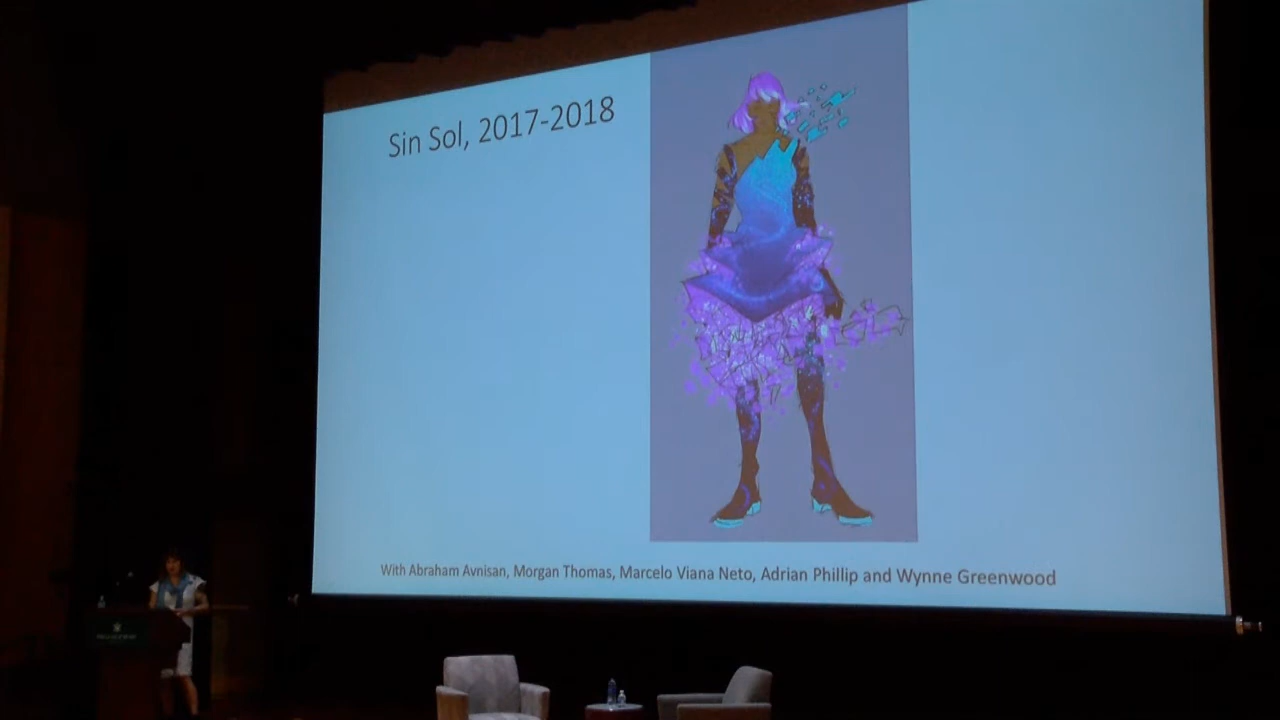 Sin Sol, 2017-2018
With Abraham Avnisan, Morgan Thomas, Marcelo Viana Neto, Adrian Phillip and Wynne Greenwood